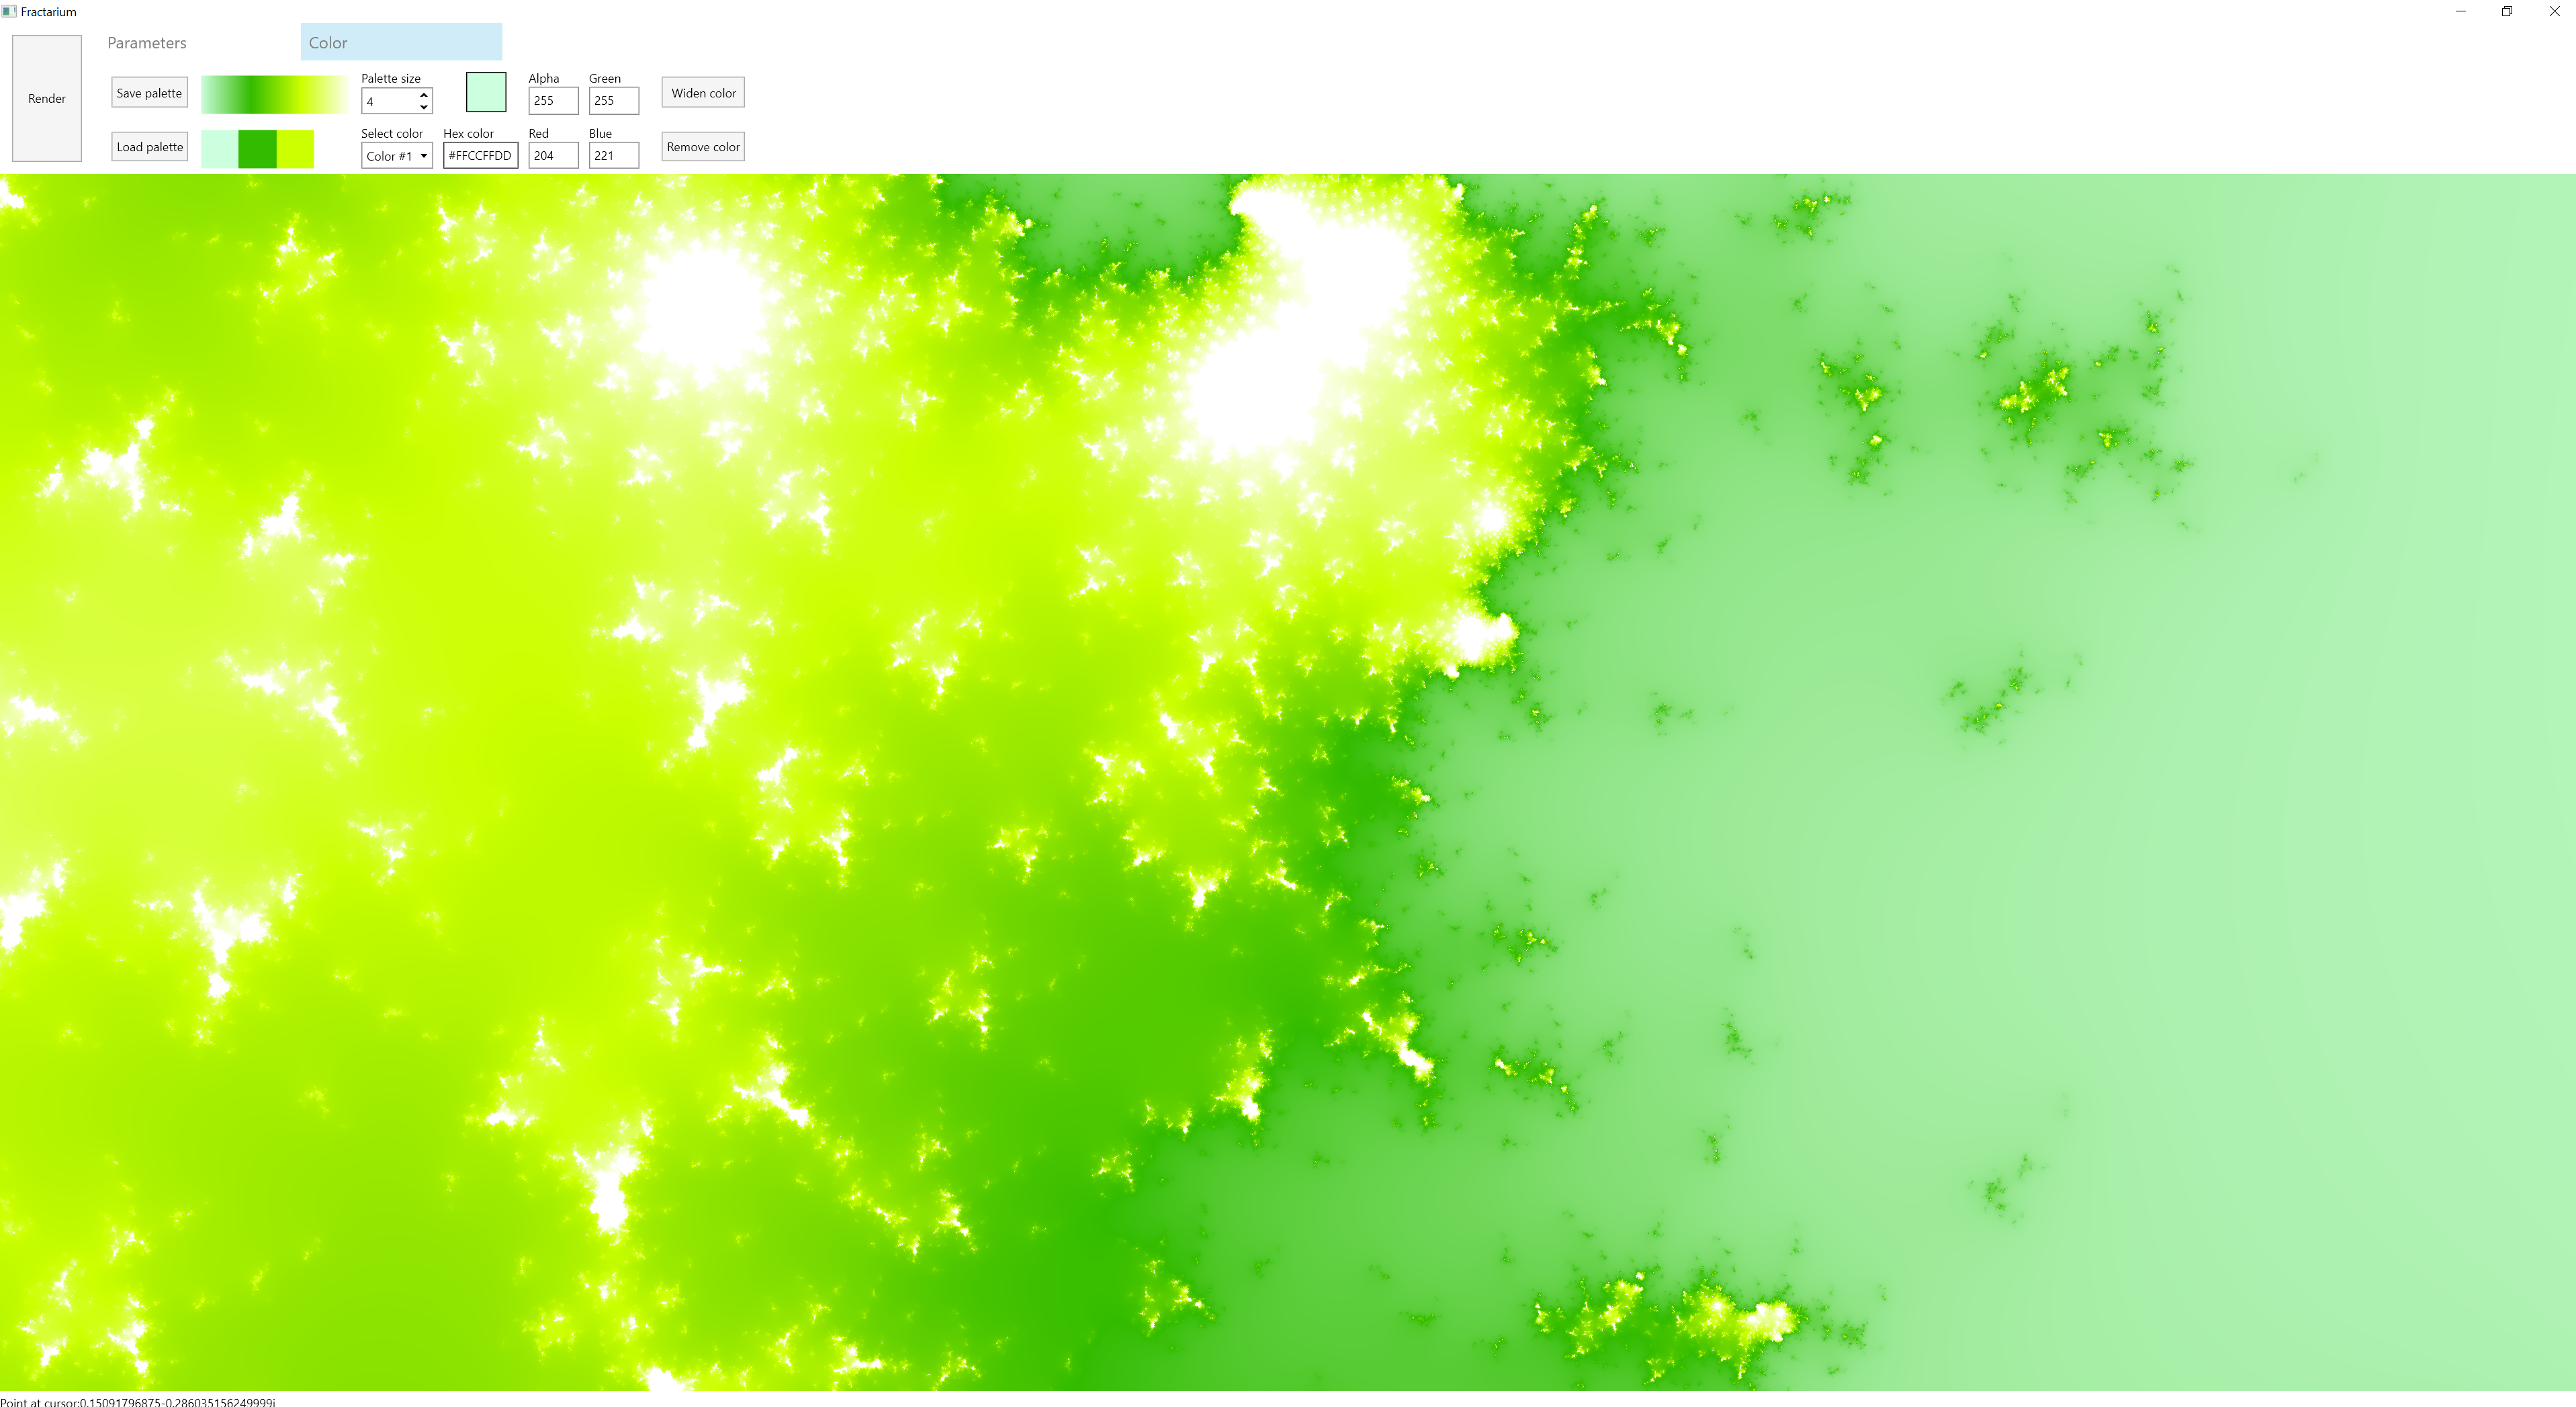 Fractarium
Parameters
Color
Render
Save palette
Palette size
4
Alpha
255
Green
255
Widen color
Load palette
Select color
Color #1
Hex color
#FFCCFFDD
Red
204
Blue
221
Remove color
Point at cursor:0.15091796875-0.286035156249999i